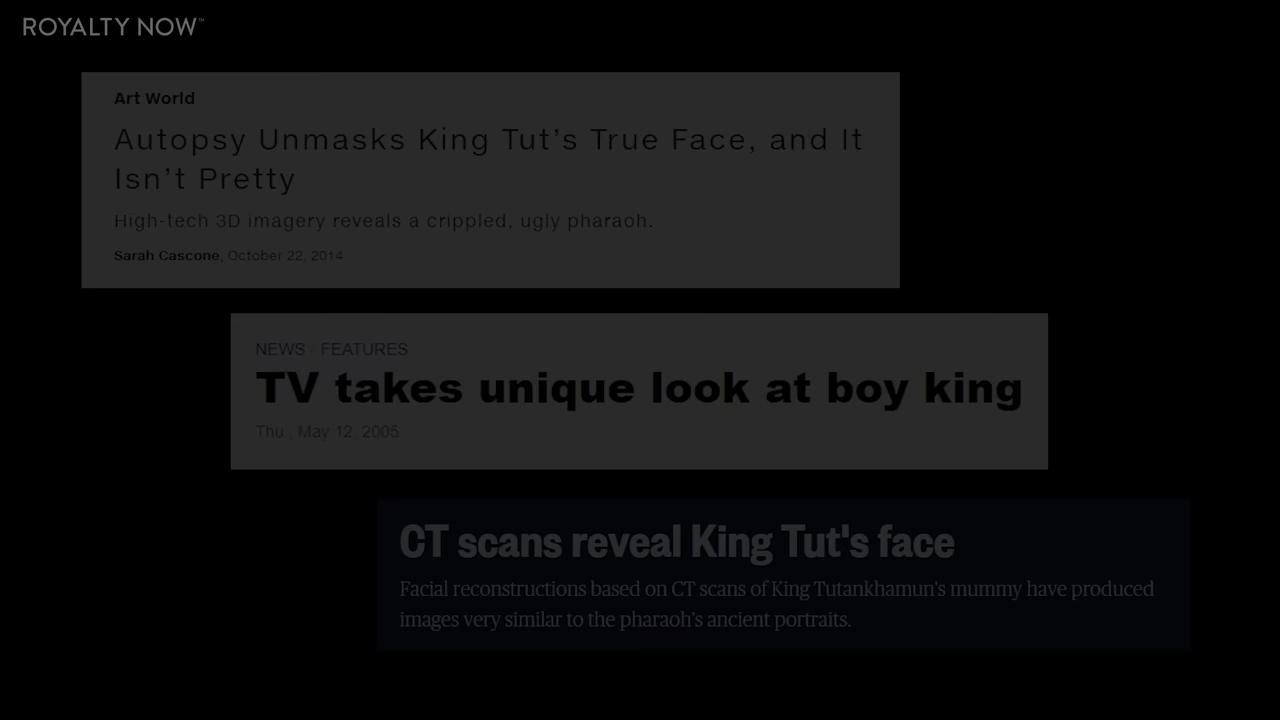 ROYALTY NOW™
Art World
Autopsy Unmasks King Tut's True Face, and It
Isn't Pretty
High-tech 3D imagery reveals a crippled, ugly pharaoh.
Sarah Cascone, October 22, 2014
NEWS / FEATURES
TV takes unique look at boy king
Thu., May 12, 2005
CT scans reveal King Tut's face
Facial reconstructions based on CT scans of King Tutankhamun's mummy have produced
images very similar to the pharaoh's ancient portraits.